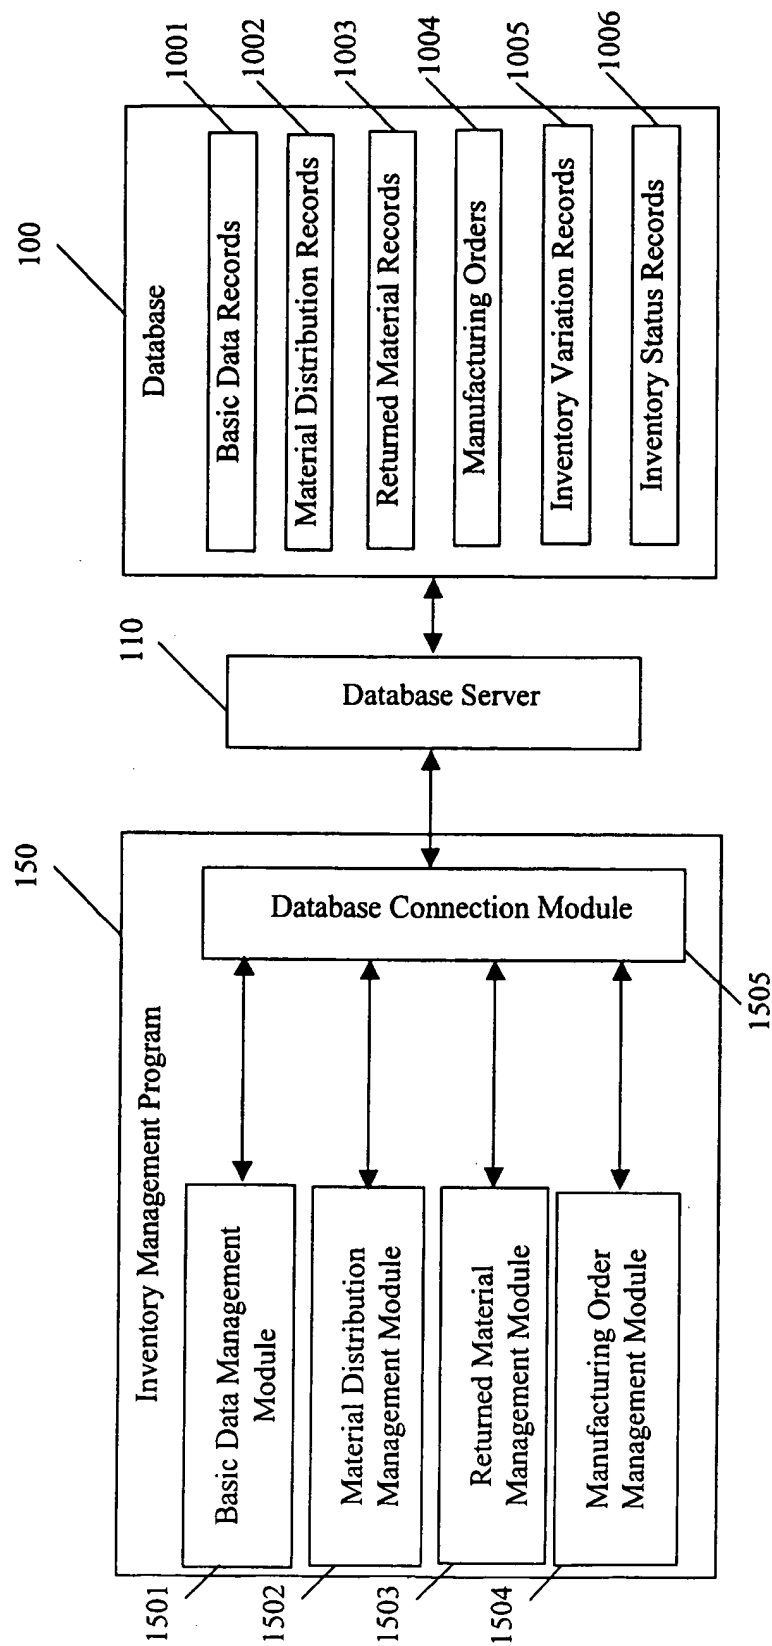 150
Inventory Management Program
1501
Basic Data Management
Module
1502
Material Distribution
Management Module
1503
Returned Material
Management Module
1504
Manufacturing Order
Management Module
Database Connection Module
1505
110
Database Server
100
Database
Basic Data Records
1001
Material Distribution Records
1002
Returned Material Records
1003
Manufacturing Orders
1004
Inventory Variation Records
1005
Inventory Status Records
1006